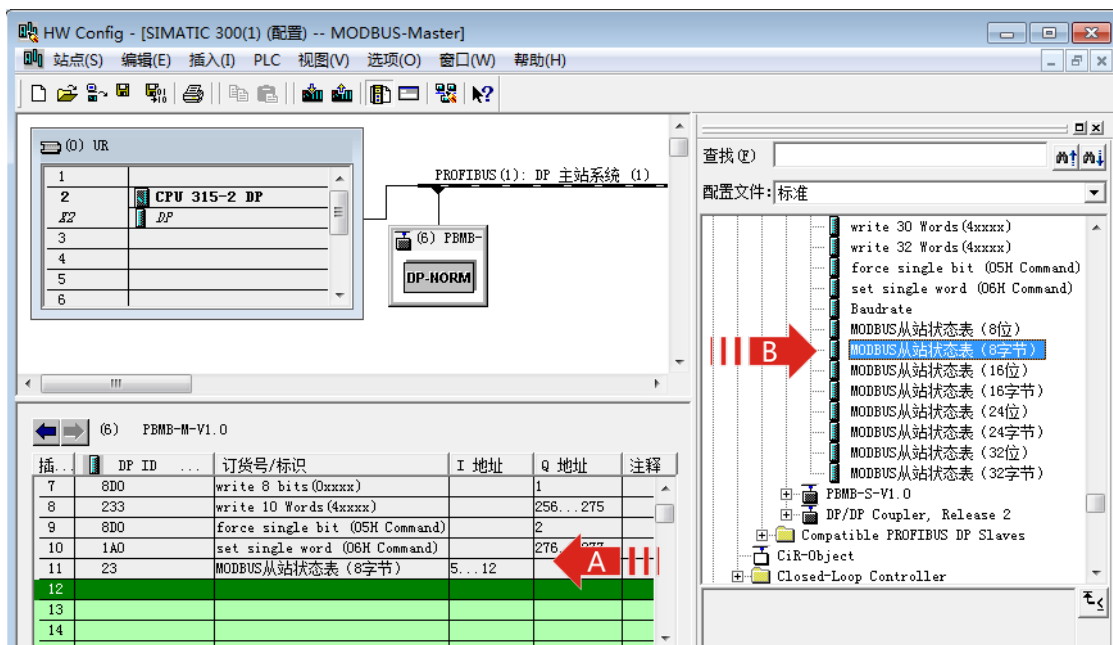 HW Config - [SIMATIC 300(1) (配置) -- MODBUS-Master]
站点(S) 编辑(E) 插入(I) PLC 视图(V) 选项(O) 窗口(W) 帮助(H)
(0) UR
1
2 CPU 315-2 DP
X2 DP
3
4
5
6
PROFIBUS(1): DP 主站系统 (1)
(6) PBMB-
DP-NORM
查找(F)
配置文件: 标准
write 30 Words(4xxxx)
write 32 Words(4xxxx)
force single bit (05H Command)
set single word (06H Command)
Baudrate
MODBUS从站状态表（8位）
B
MODBUS从站状态表（8字节）
MODBUS从站状态表（16位）
MODBUS从站状态表（16字节）
MODBUS从站状态表（24位）
MODBUS从站状态表（24字节）
MODBUS从站状态表（32位）
MODBUS从站状态表（32字节）
PBMB-S-V1.0
DP/DP Coupler, Release 2
Compatible PROFIBUS DP Slaves
CiR-Object
Closed-Loop Controller
(6) PBMB-M-V1.0
插... DP ID ... 订货号/标识 I 地址 Q 地址 注释
7 8DO write 8 bits(0xxxx) 1
8 233 write 10 Words(4xxxx) 256...275
9 8DO force single bit (05H Command) 2
10 1AO set single word (06H Command)
A
11 23 MODBUS从站状态表（8字节） 5...12
12
13
14